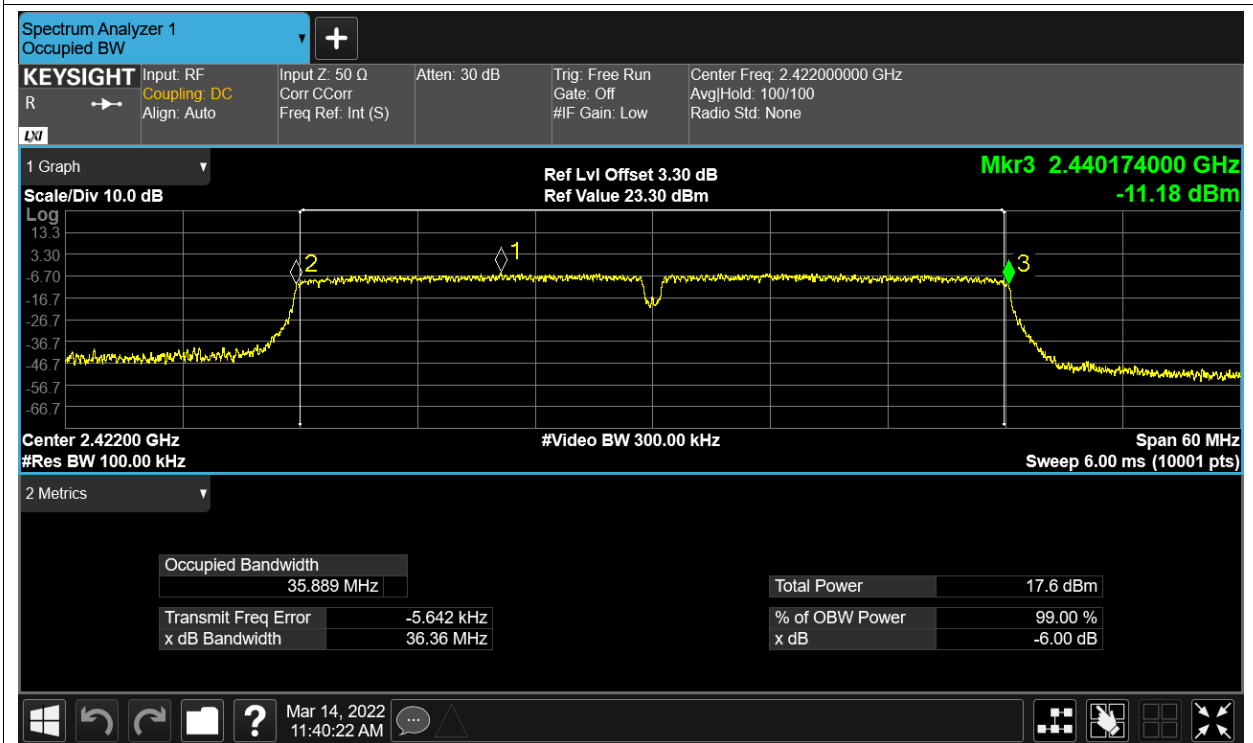 Spectrum Analyzer 1
Occupied BW
KEYSIGHT
R
LXI
Input: RF
Coupling: DC
Align: Auto
Input Z: 50 Ω
Corr CCorr
Freq Ref: Int (S)
Atten: 30 dB
Trig: Free Run
Gate: Off
#IF Gain: Low
Center Freq: 2.422000000 GHz
Avg|Hold: 100/100
Radio Std: None
1 Graph
Scale/Div 10.0 dB
Ref Lvl Offset 3.30 dB
Ref Value 23.30 dBm
Mkr3 2.440174000 GHz
-11.18 dBm
Log
13.3
3.30
-6.70
-16.7
-26.7
-36.7
-46.7
-56.7
-66.7
2
1
3
Center 2.42200 GHz
#Video BW 300.00 kHz
Span 60 MHz
#Res BW 100.00 kHz
Sweep 6.00 ms (10001 pts)
2 Metrics
Occupied Bandwidth
35.889 MHz
Transmit Freq Error -5.642 kHz
x dB Bandwidth 36.36 MHz
Total Power 17.6 dBm
% of OBW Power 99.00 %
x dB -6.00 dB
?
Mar 14, 2022
11:40:22 AM